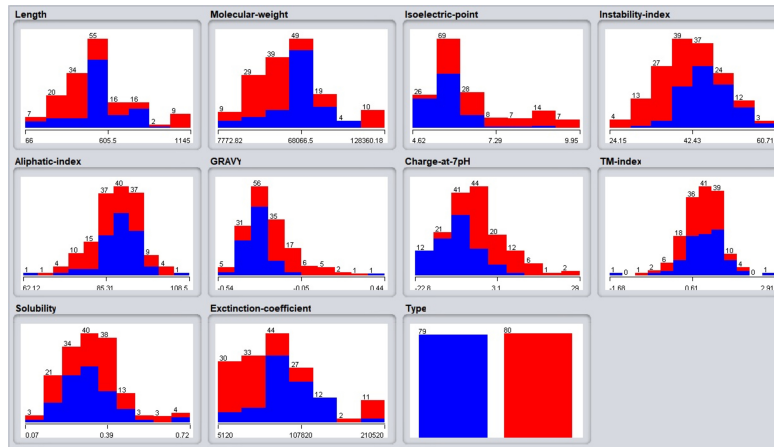 Length
7 20 34 55 16 16 2 9
66 605.5 1145
Molecular-weight
9 29 39 49 19 4 10
7772.82 68066.5 128360.18
Isoelectric-point
26 69 28 8 7 14 7
4.62 7.29 9.95
Instability-index
4 13 27 39 37 24 12 3
24.15 42.43 60.71
Aliphatic-index
1 1 4 10 15 37 40 37 9 4 1
62.12 85.31 108.5
GRAVY
5 31 56 35 17 6 5 2 1 1
-0.54 -0.05 0.44
Charge-at-7pH
12 21 41 44 20 12 6 1 2
-22.8 3.1 29
TM-index
1 0 1 2 6 18 36 41 39 10 4 0 1
-1.68 0.61 2.91
Solubility
3 21 34 40 38 13 3 3 4
0.07 0.39 0.72
Exctinction-coefficient
30 33 44 27 12 2 11
5120 107820 210520
Type
79 80